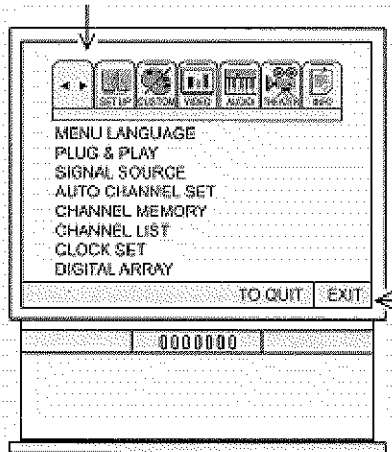 SET UP CUSTOM VIDEO AUDIO THEATER INFO
MENU LANGUAGE
PLUG & PLAY
SIGNAL SOURCE
AUTO CHANNEL SET
CHANNEL MEMORY
CHANNEL LIST
CLOCK SET
DIGITAL ARRAY
TO QUIT EXIT